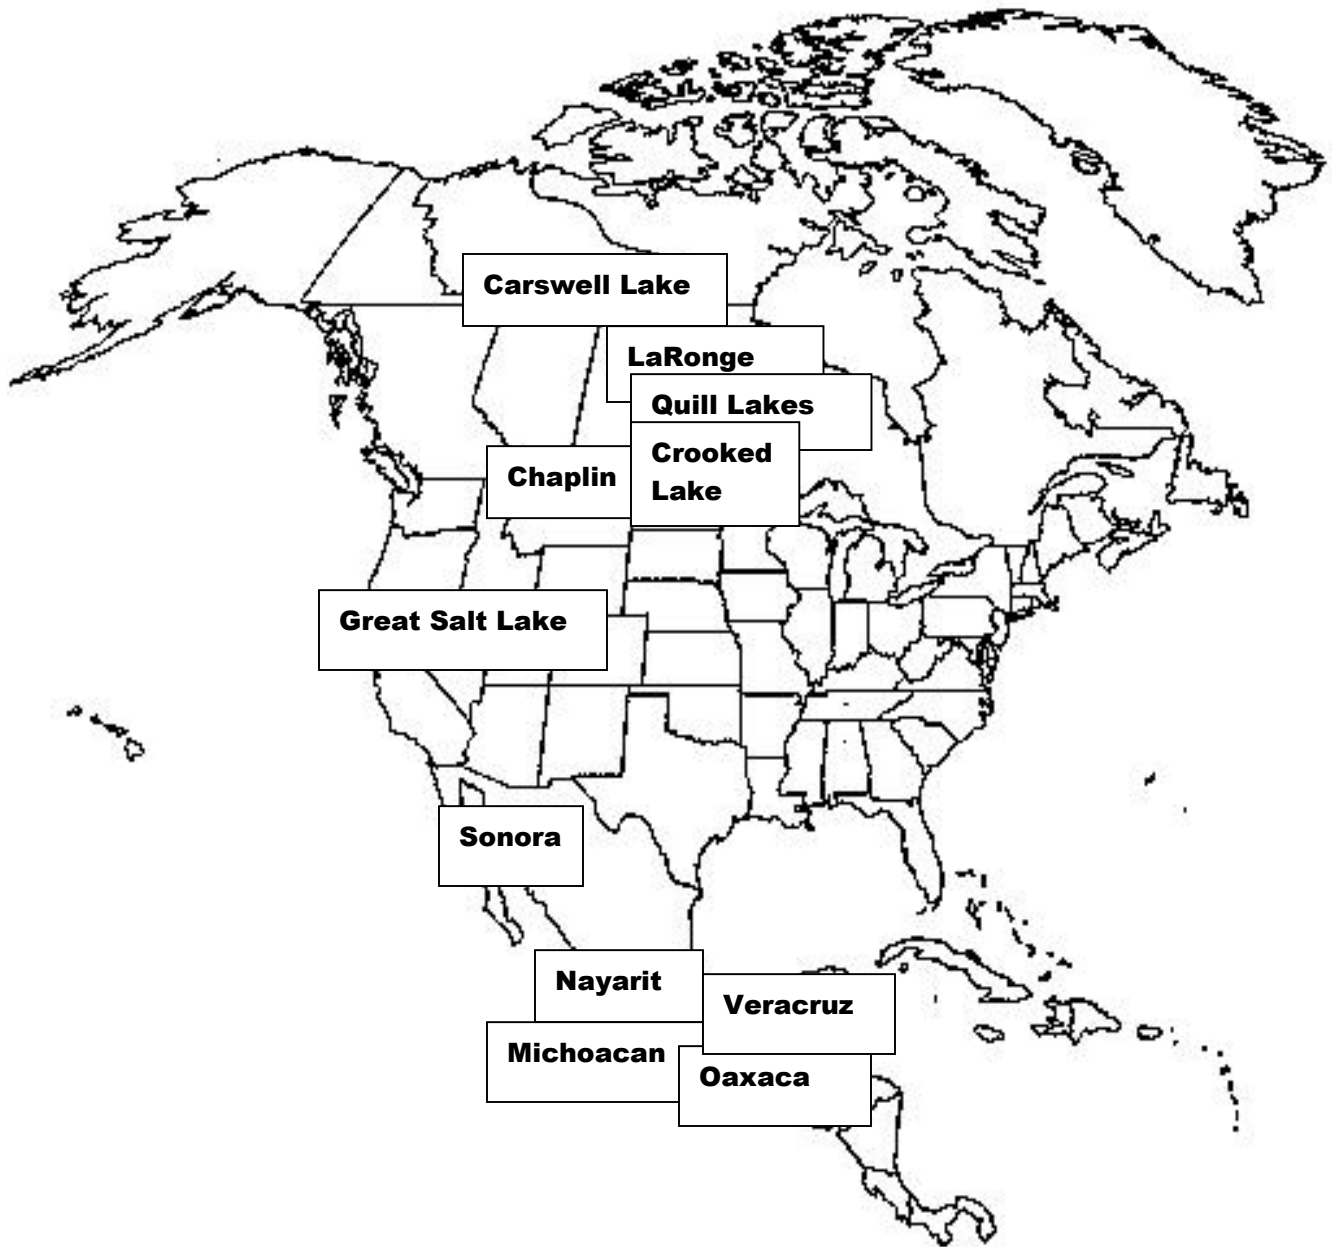 Carswell Lake
LaRonge
Quill Lakes
Crooked
Lake
Chaplin
Great Salt Lake
Sonora
Nayarit
Veracruz
Michoacan
Oaxaca